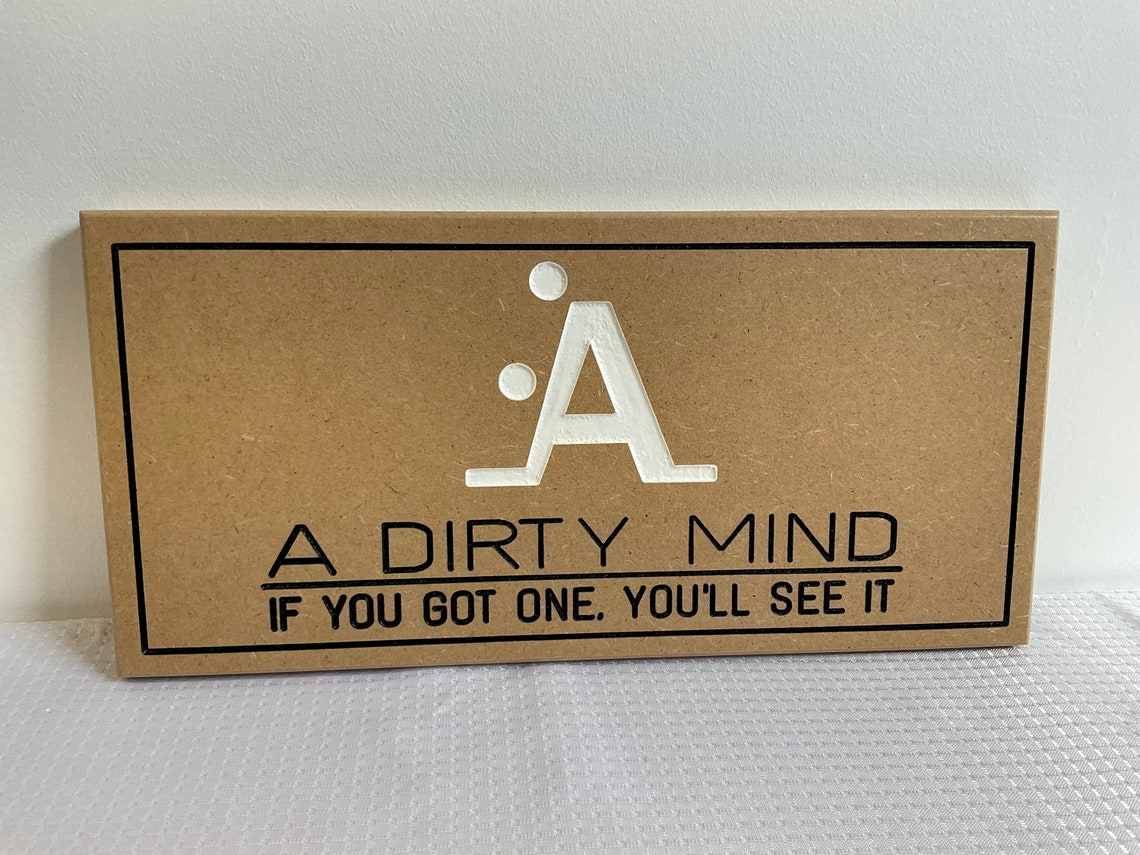 A
A DIRTY MIND
IF YOU GOT ONE, YOU'LL SEE IT